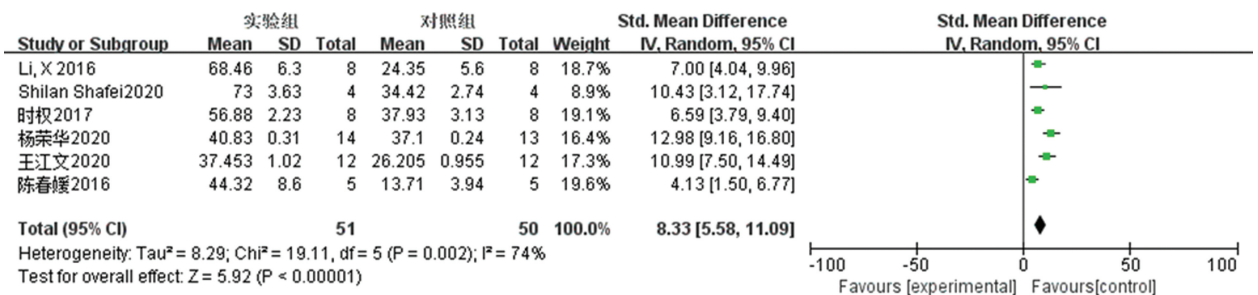 实验组 对照组 Std. Mean Difference Std. Mean Difference
Study or Subgroup Mean SD Total Mean SD Total Weight IV, Random, 95% CI IV, Random, 95% CI
Li, X 2016 68.46 6.3 8 24.35 5.6 8 18.7% 7.00 [4.04, 9.96]
Shilan Shafei2020 73 3.63 4 34.42 2.74 4 8.9% 10.43 [3.12, 17.74]
时权2017 56.88 2.23 8 37.93 3.13 8 19.1% 6.59 [3.79, 9.40]
杨荣华2020 40.83 0.31 14 37.1 0.24 13 16.4% 12.98 [9.16, 16.80]
王江文2020 37.453 1.02 12 26.205 0.955 12 17.3% 10.99 [7.50, 14.49]
陈春媛2016 44.32 8.6 5 13.71 3.94 5 19.6% 4.13 [1.50, 6.77]
Total (95% CI) 51 50 100.0% 8.33 [5.58, 11.09]
Heterogeneity: Tau² = 8.29; Chi² = 19.11, df = 5 (P = 0.002); I² = 74%
Test for overall effect: Z = 5.92 (P < 0.00001)
-100 -50 0 50 100
Favours [experimental] Favours[control]